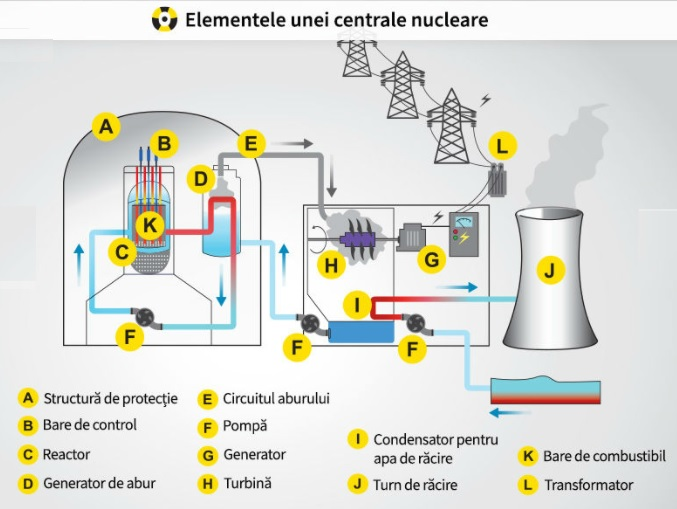 Elementele unei centrale nucleare
A
B
E
D
L
K
C
H
G
J
I
F
F
F
A Structură de protecție
B Bare de control
C Reactor
D Generator de abur
E Circuitul aburului
F Pompă
G Generator
H Turbină
I Condensator pentru
apa de răcire
J Turn de răcire
K Bare de combustibil
L Transformator